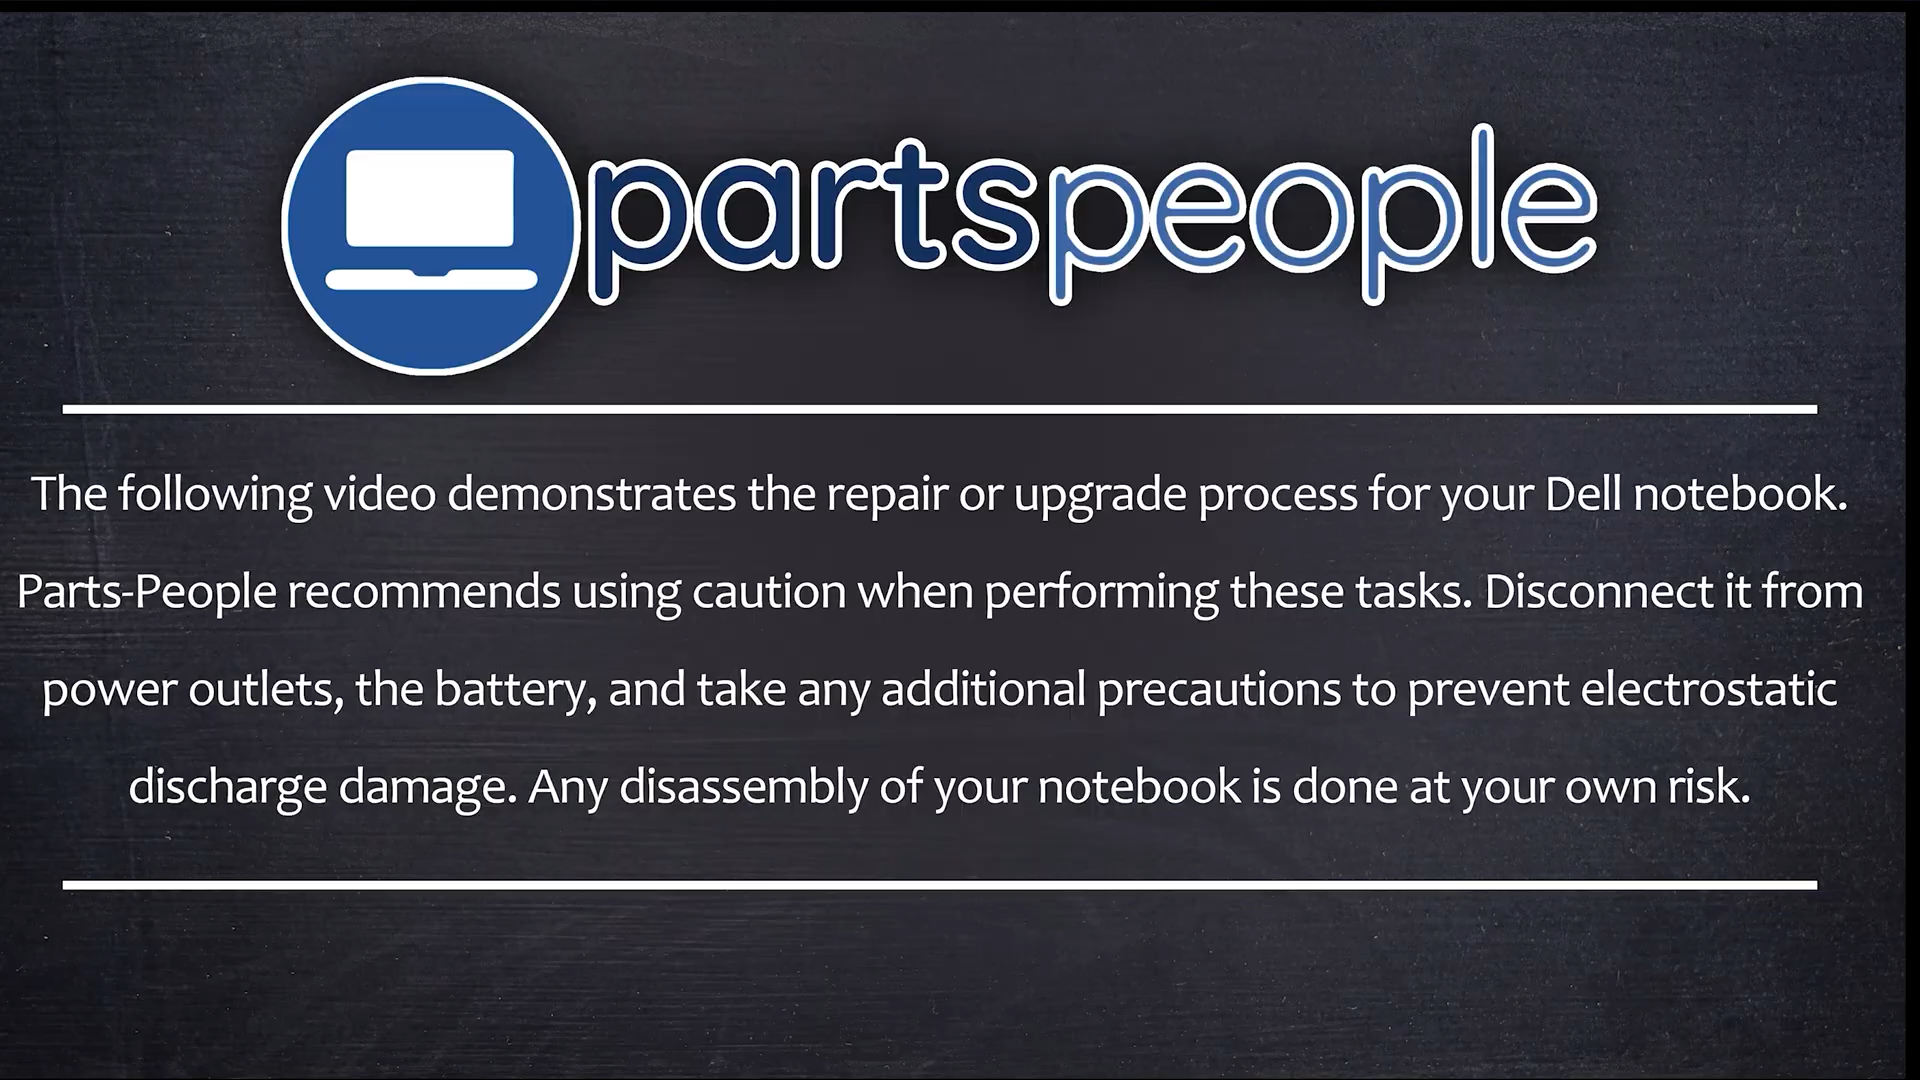 partspeople
The following video demonstrates the repair or upgrade process for your Dell notebook.
Parts-People recommends using caution when performing these tasks. Disconnect it from
power outlets, the battery, and take any additional precautions to prevent electrostatic
discharge damage. Any disassembly of your notebook is done at your own risk.